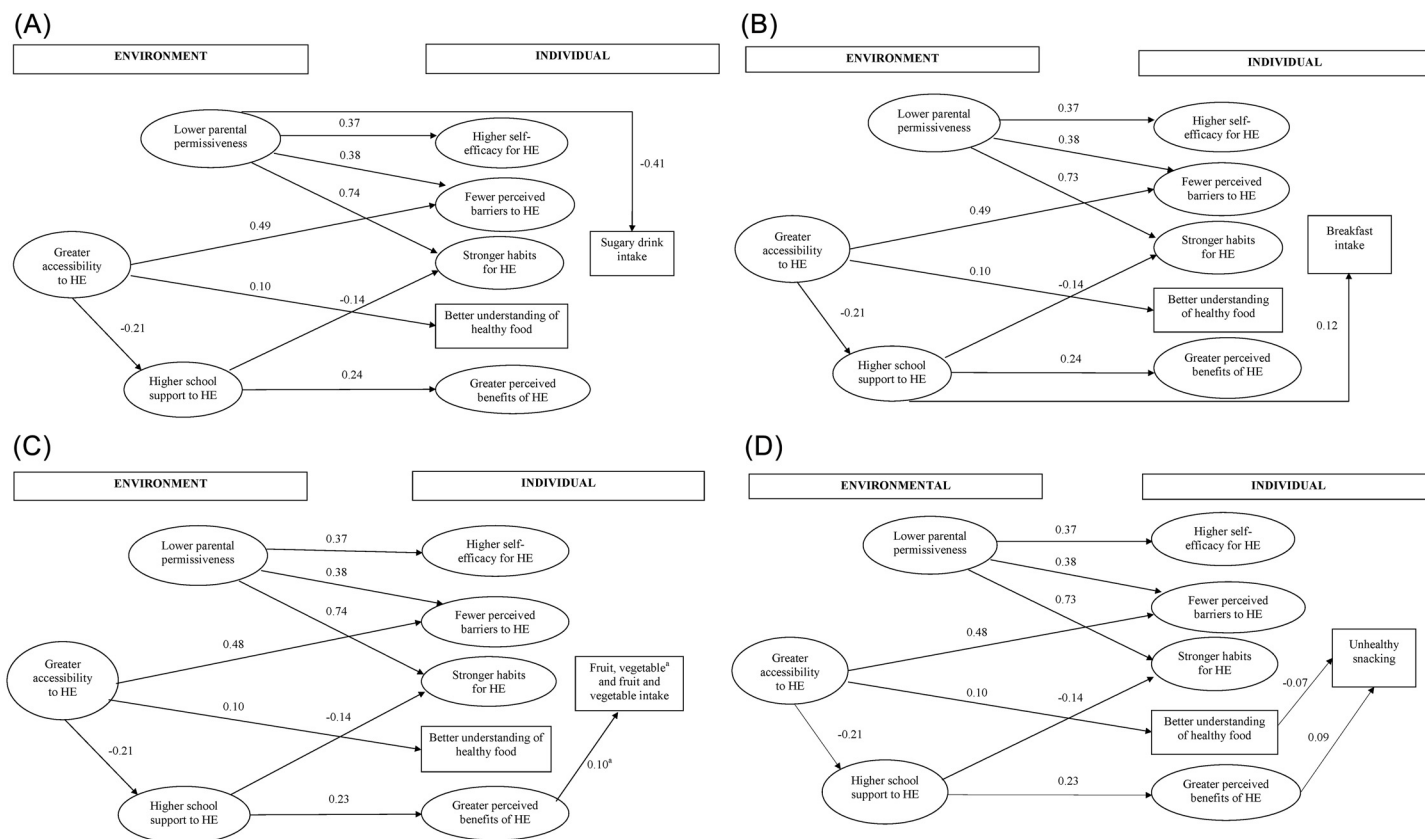 (A)
ENVIRONMENT
INDIVIDUAL
Lower parental
permissiveness
0.37
Higher self-
efficacy for HE
0.38
-0.41
0.74
Fewer perceived
barriers to HE
0.49
Greater
accessibility
to HE
Stronger habits
for HE
Sugary drink
intake
0.10
-0.14
Better understanding of
healthy food
-0.21
Higher school
support to HE
0.24
Greater perceived
benefits of HE
(B)
ENVIRONMENT
INDIVIDUAL
Lower parental
permissiveness
0.37
Higher self-
efficacy for HE
0.38
0.73
Fewer perceived
barriers to HE
0.49
Greater
accessibility
to HE
Stronger habits
for HE
Breakfast
intake
0.10
-0.14
Better understanding of
healthy food
-0.21
0.12
Higher school
support to HE
0.24
Greater perceived
benefits of HE
(C)
ENVIRONMENT
INDIVIDUAL
Lower parental
permissiveness
0.37
Higher self-
efficacy for HE
0.38
0.74
Fewer perceived
barriers to HE
0.48
Greater
accessibility
to HE
Stronger habits
for HE
Fruit, vegetableᵃ
and fruit and
vegetable intake
0.10
-0.14
Better understanding of
healthy food
-0.21
0.10ᵃ
Higher school
support to HE
0.23
Greater perceived
benefits of HE
(D)
ENVIRONMENTAL
INDIVIDUAL
Lower parental
permissiveness
0.37
Higher self-
efficacy for HE
0.38
0.73
Fewer perceived
barriers to HE
0.48
Greater
accessibility
to HE
Stronger habits
for HE
Unhealthy
snacking
-0.07
0.10
-0.14
Better understanding
of healthy food
-0.21
0.09
Higher school
support to HE
0.23
Greater perceived
benefits of HE